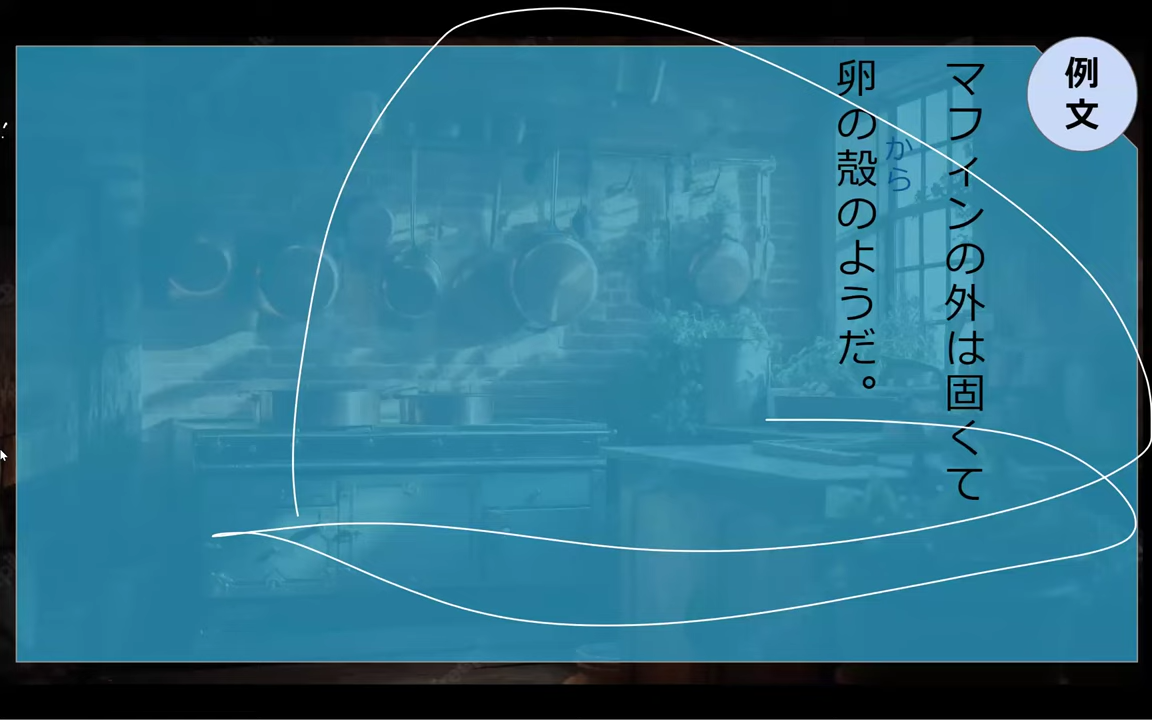 例文
マフィンの外は固くて
卵の殻のようだ。
から